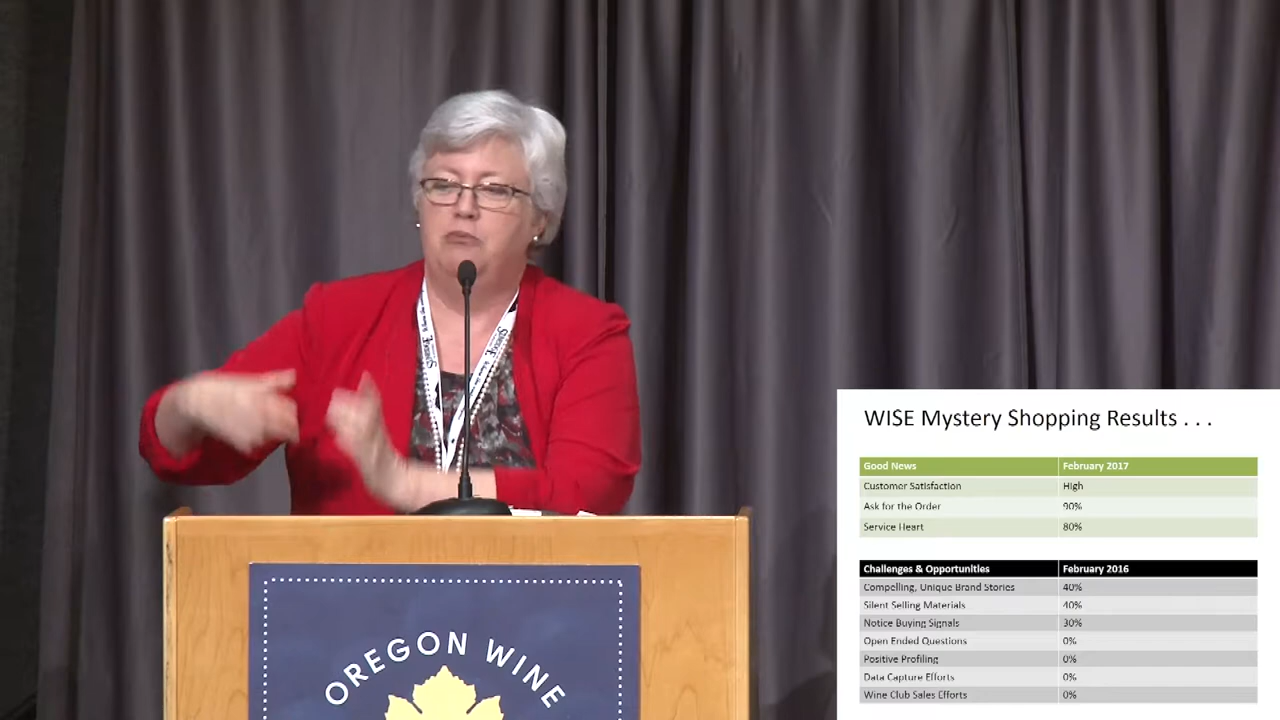 WISE Mystery Shopping Results . . .
Good News February 2017
Customer Satisfaction High
Ask for the Order 90%
Service Heart 80%
Challenges & Opportunities February 2016
Compelling, Unique Brand Stories 40%
Silent Selling Materials 40%
Notice Buying Signals 30%
Open Ended Questions 0%
Positive Profiling 0%
Data Capture Efforts 0%
Wine Club Sales Efforts 0%
OREGON WINE